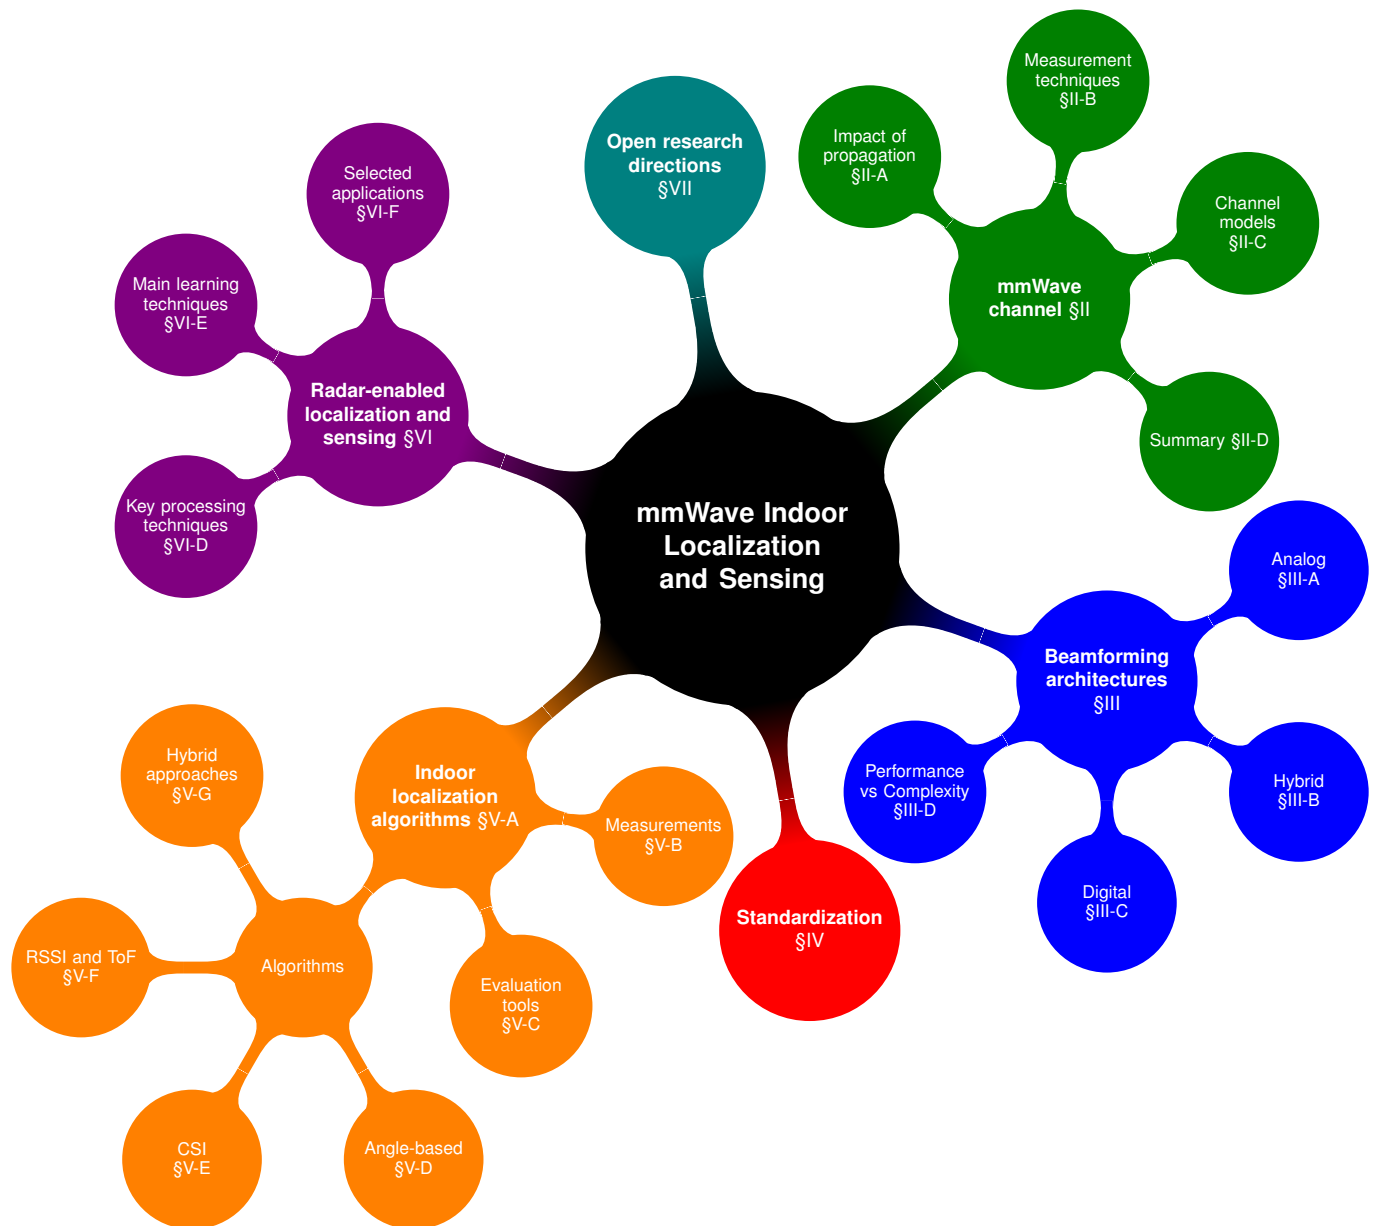 mmWave Indoor
Localization
and Sensing
Open research
directions
§VII
mmWave
channel §II
Impact of
propagation
§II-A
Measurement
techniques
§II-B
Channel
models
§II-C
Summary §II-D
Beamforming
architectures
§III
Analog
§III-A
Hybrid
§III-B
Digital
§III-C
Performance
vs Complexity
§III-D
Standardization
§IV
Indoor
localization
algorithms §V-A
Measurements
§V-B
Evaluation
tools
§V-C
Algorithms
Angle-based
§V-D
CSI
§V-E
RSSI and ToF
§V-F
Hybrid
approaches
§V-G
Radar-enabled
localization and
sensing §VI
Key processing
techniques
§VI-D
Main learning
techniques
§VI-E
Selected
applications
§VI-F